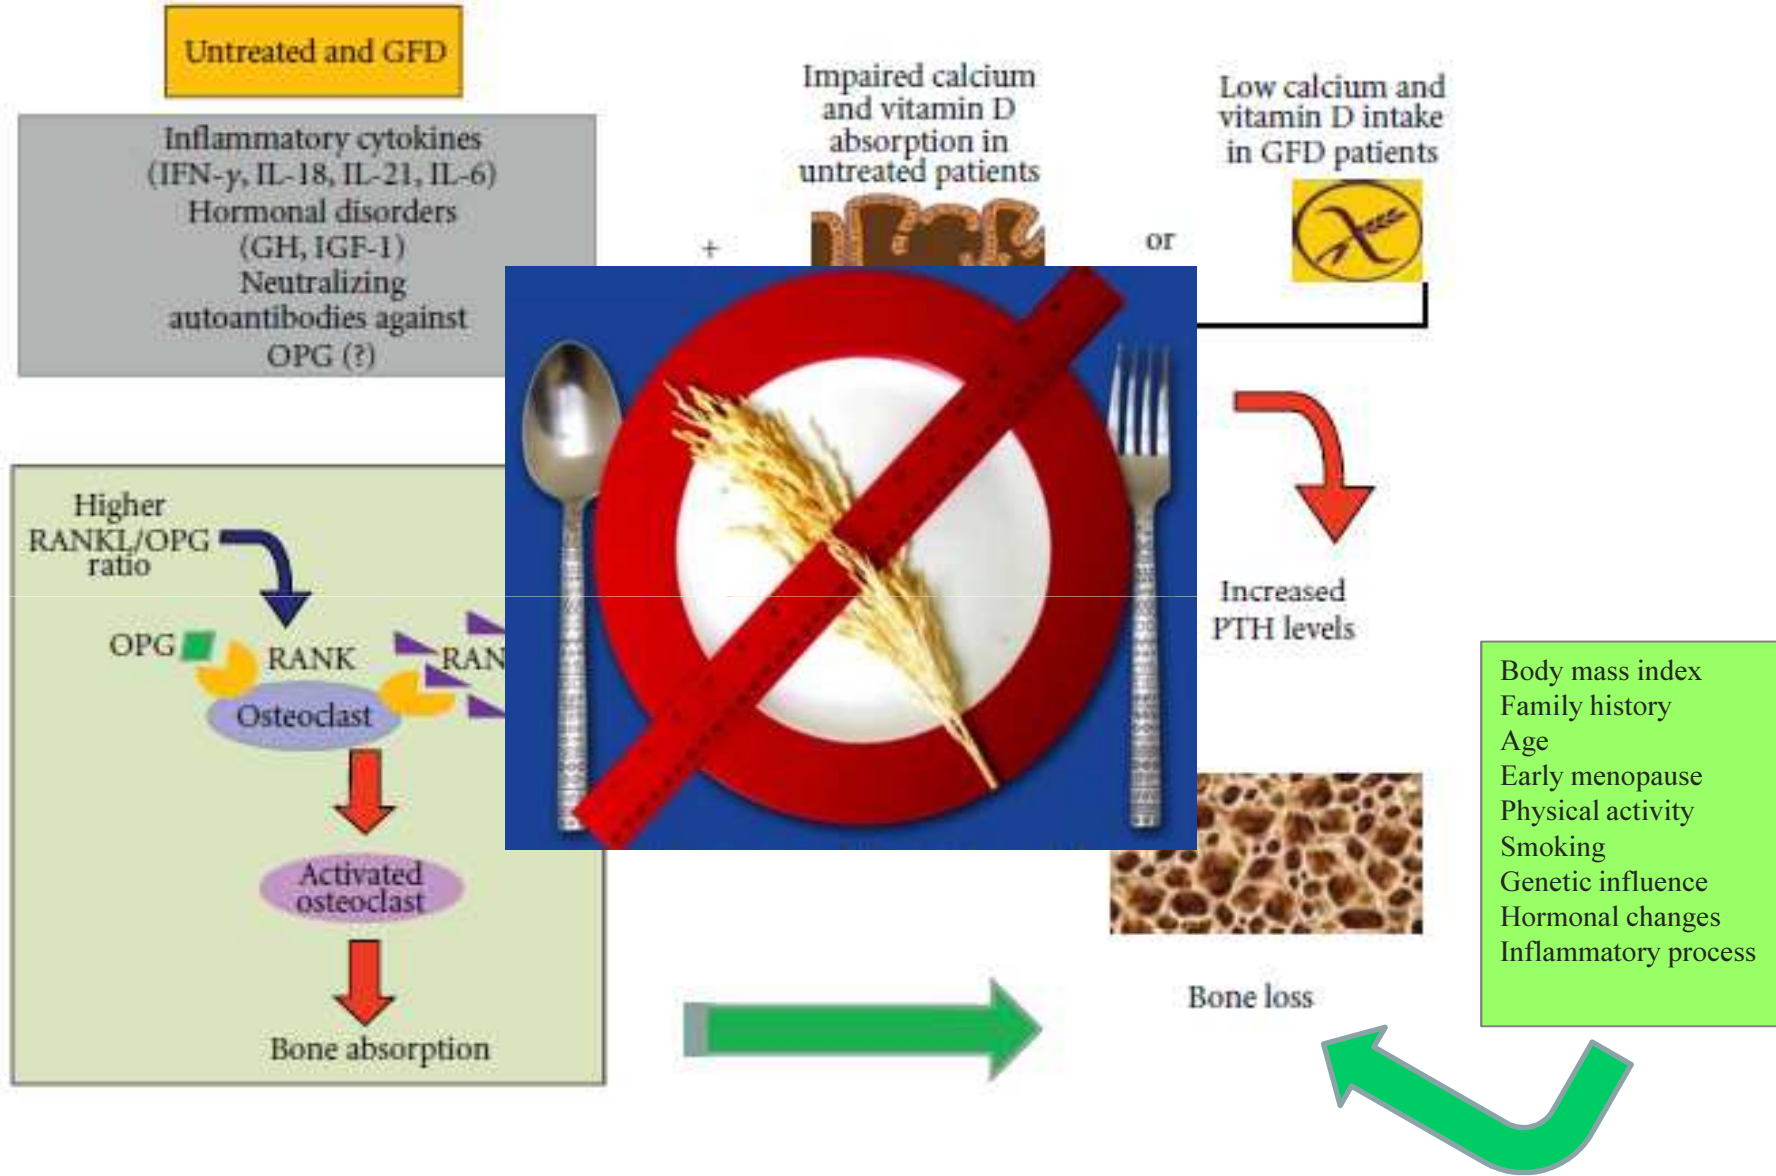 Untreated and GFD
Inflammatory cytokines
(IFN-γ, IL-18, IL-21, IL-6)
Hormonal disorders
(GH, IGF-1)
Neutralizing
autoantibodies against
OPG (?)
+
Impaired calcium
and vitamin D
absorption in
untreated patients
or
Low calcium and
vitamin D intake
in GFD patients
Higher
RANKL/OPG
ratio
OPG
RANK
RAN
Osteoclast
Activated
osteoclast
Bone absorption
Increased
PTH levels
Bone loss
Body mass index
Family history
Age
Early menopause
Physical activity
Smoking
Genetic influence
Hormonal changes
Inflammatory process